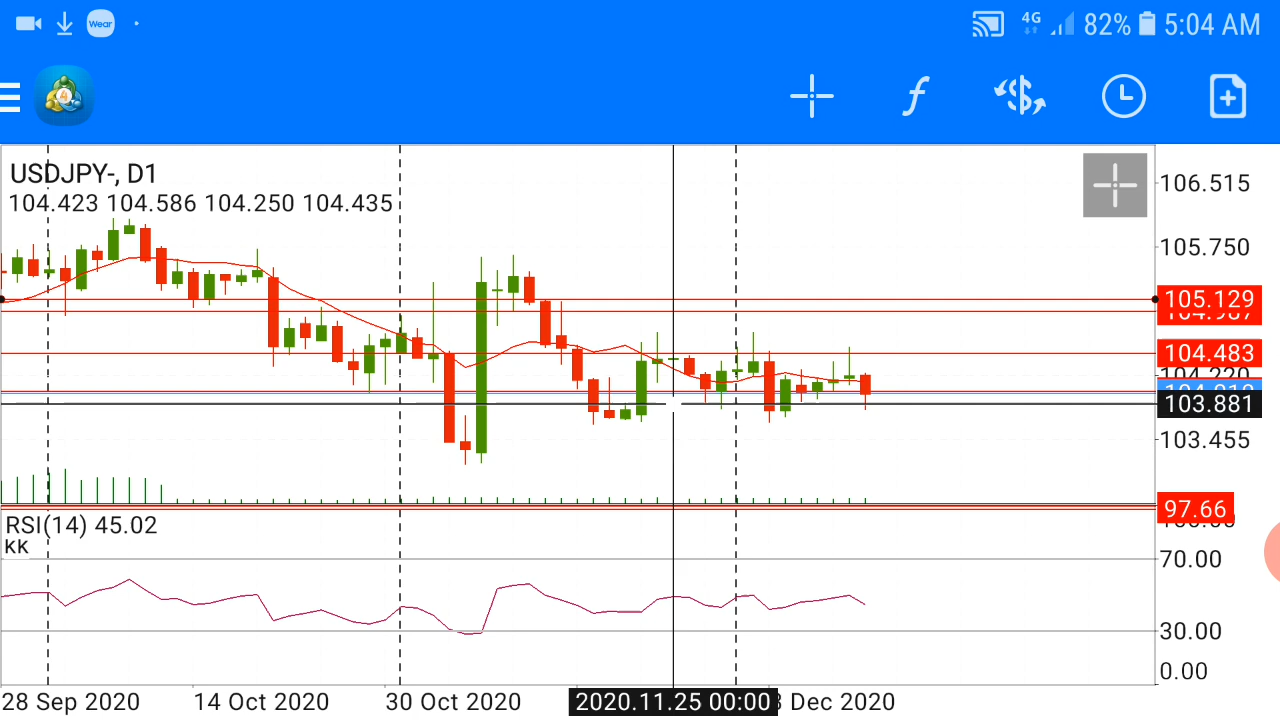 Wear
4G 82% 5:04 AM
4
USDJPY-, D1
104.423 104.586 104.250 104.435
106.515
105.750
105.129
104.483
103.881
103.455
97.66
RSI(14) 45.02
KK
70.00
30.00
0.00
28 Sep 2020 14 Oct 2020 30 Oct 2020 2020.11.25 00:00 Dec 2020